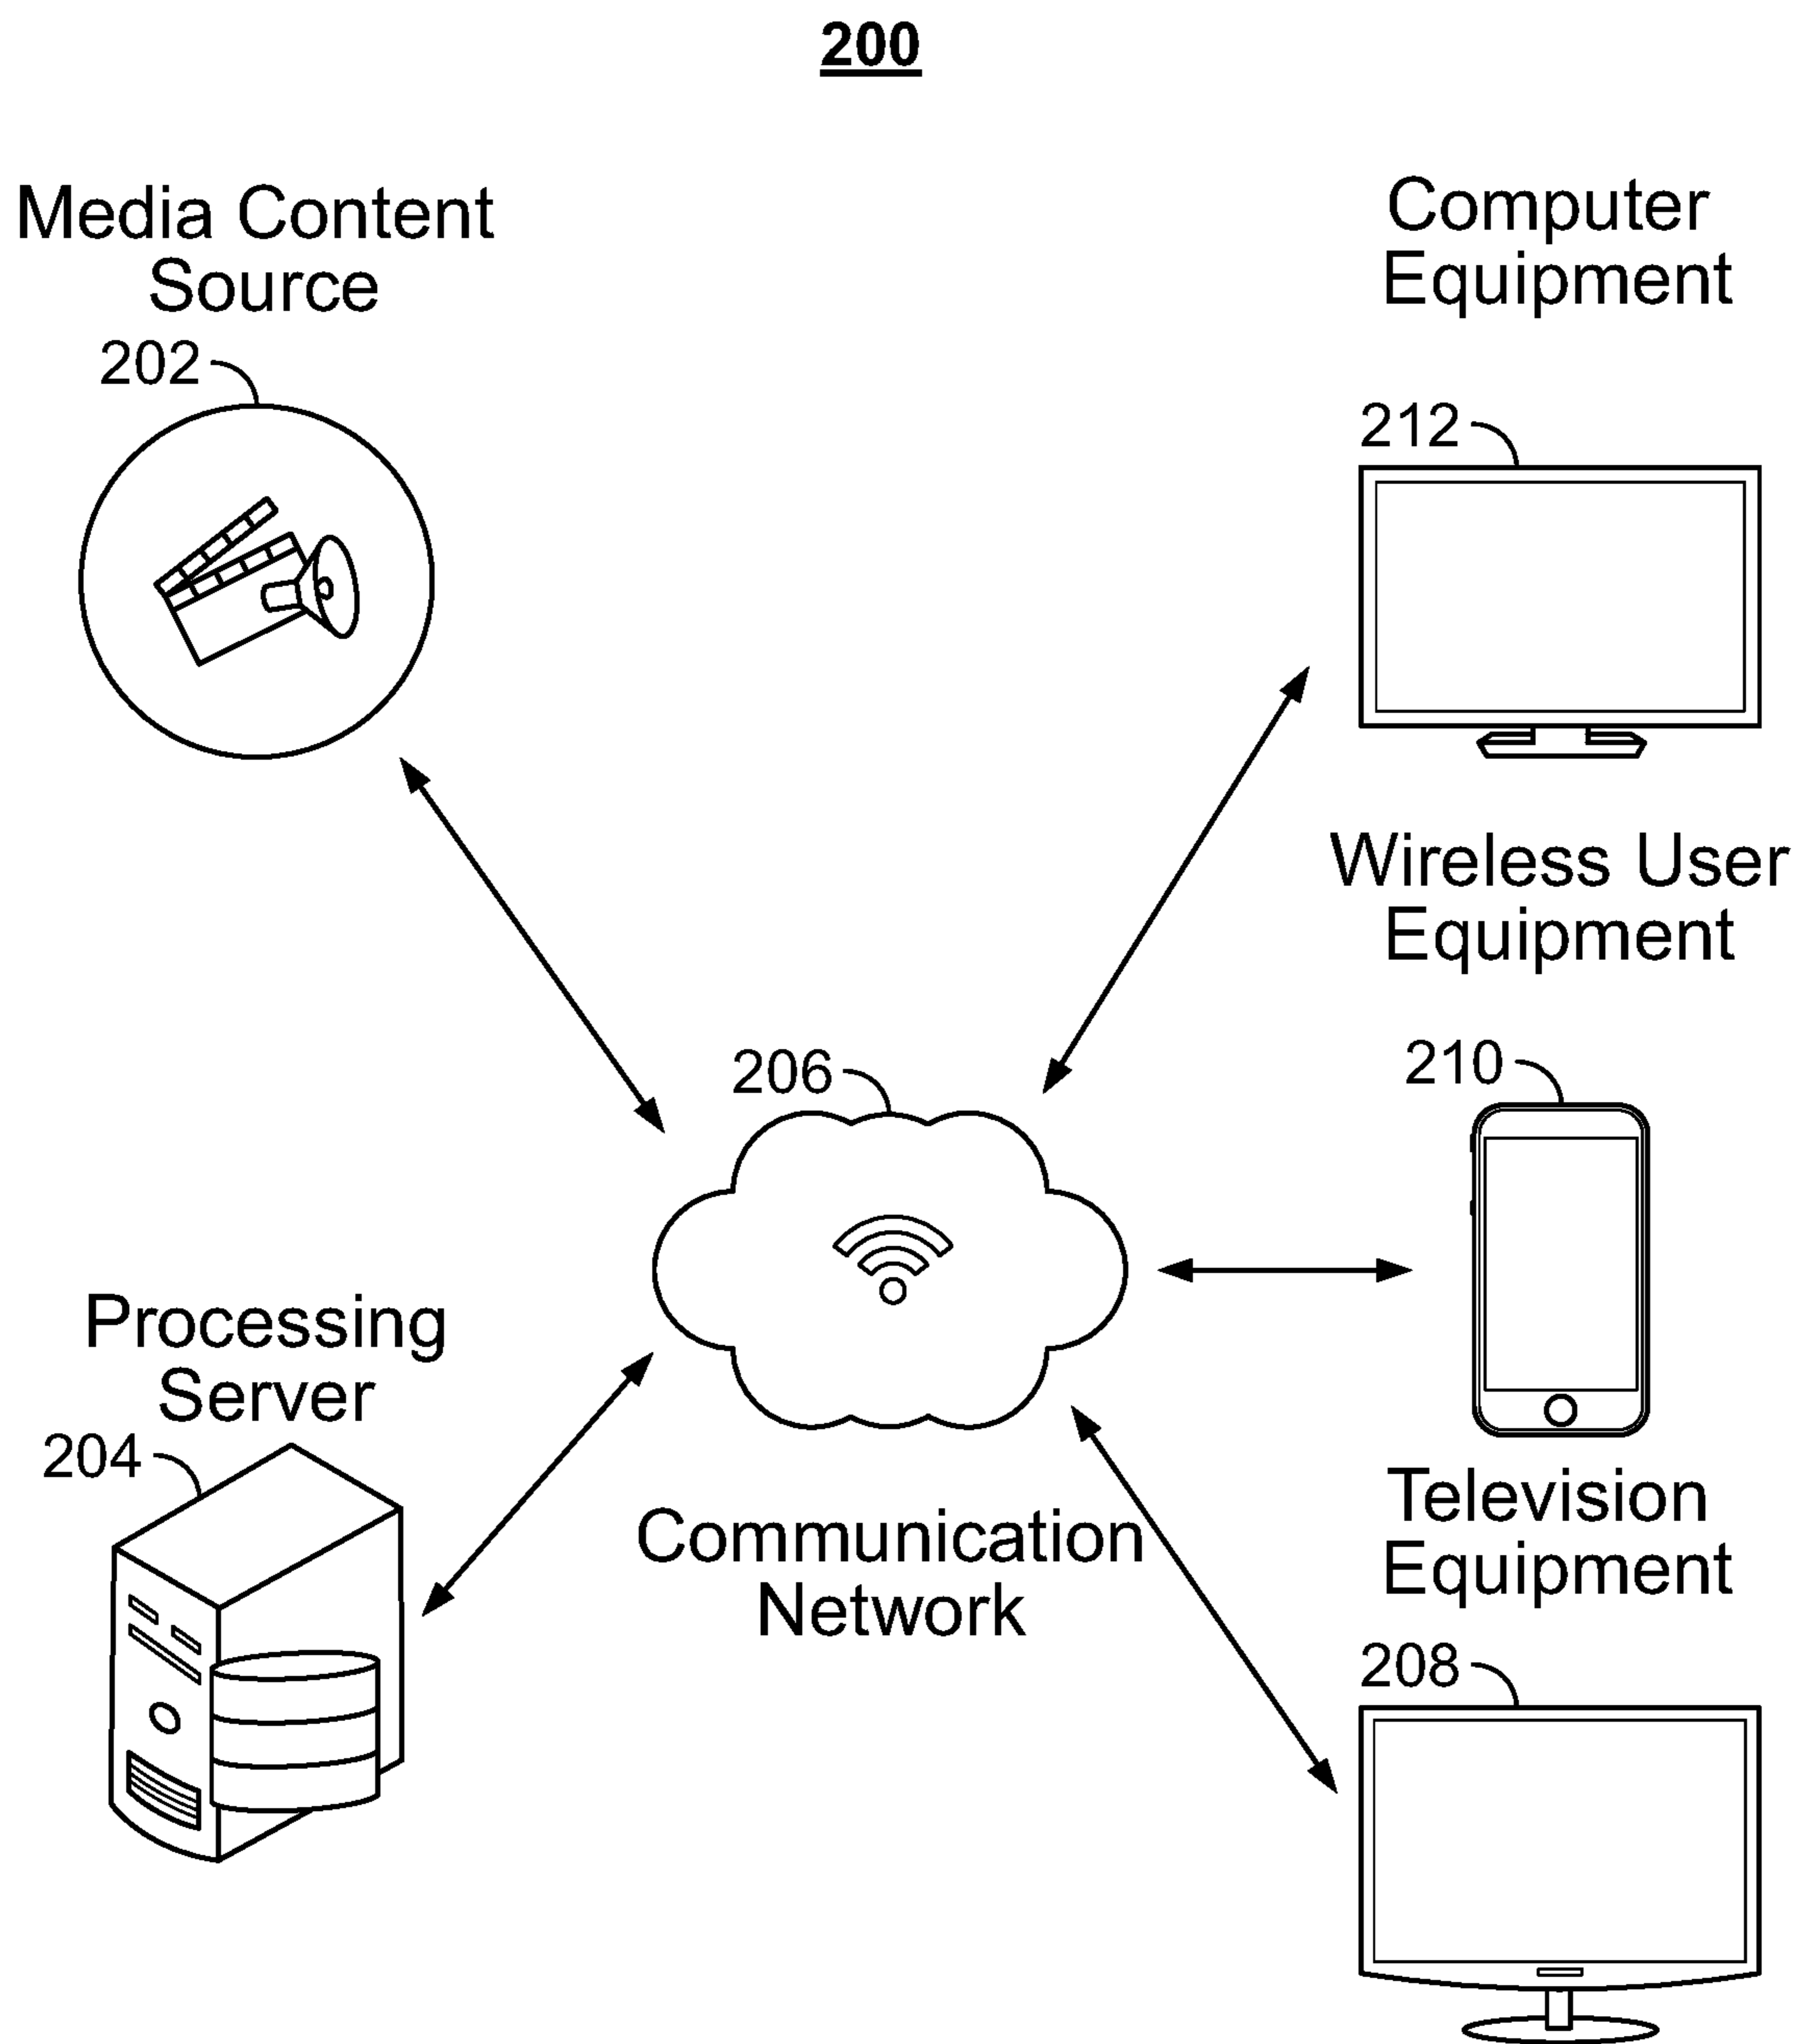 200
Media Content
Source
202
Computer
Equipment
212
Wireless User
Equipment
210
206
Communication
Network
Processing
Server
204
Television
Equipment
208